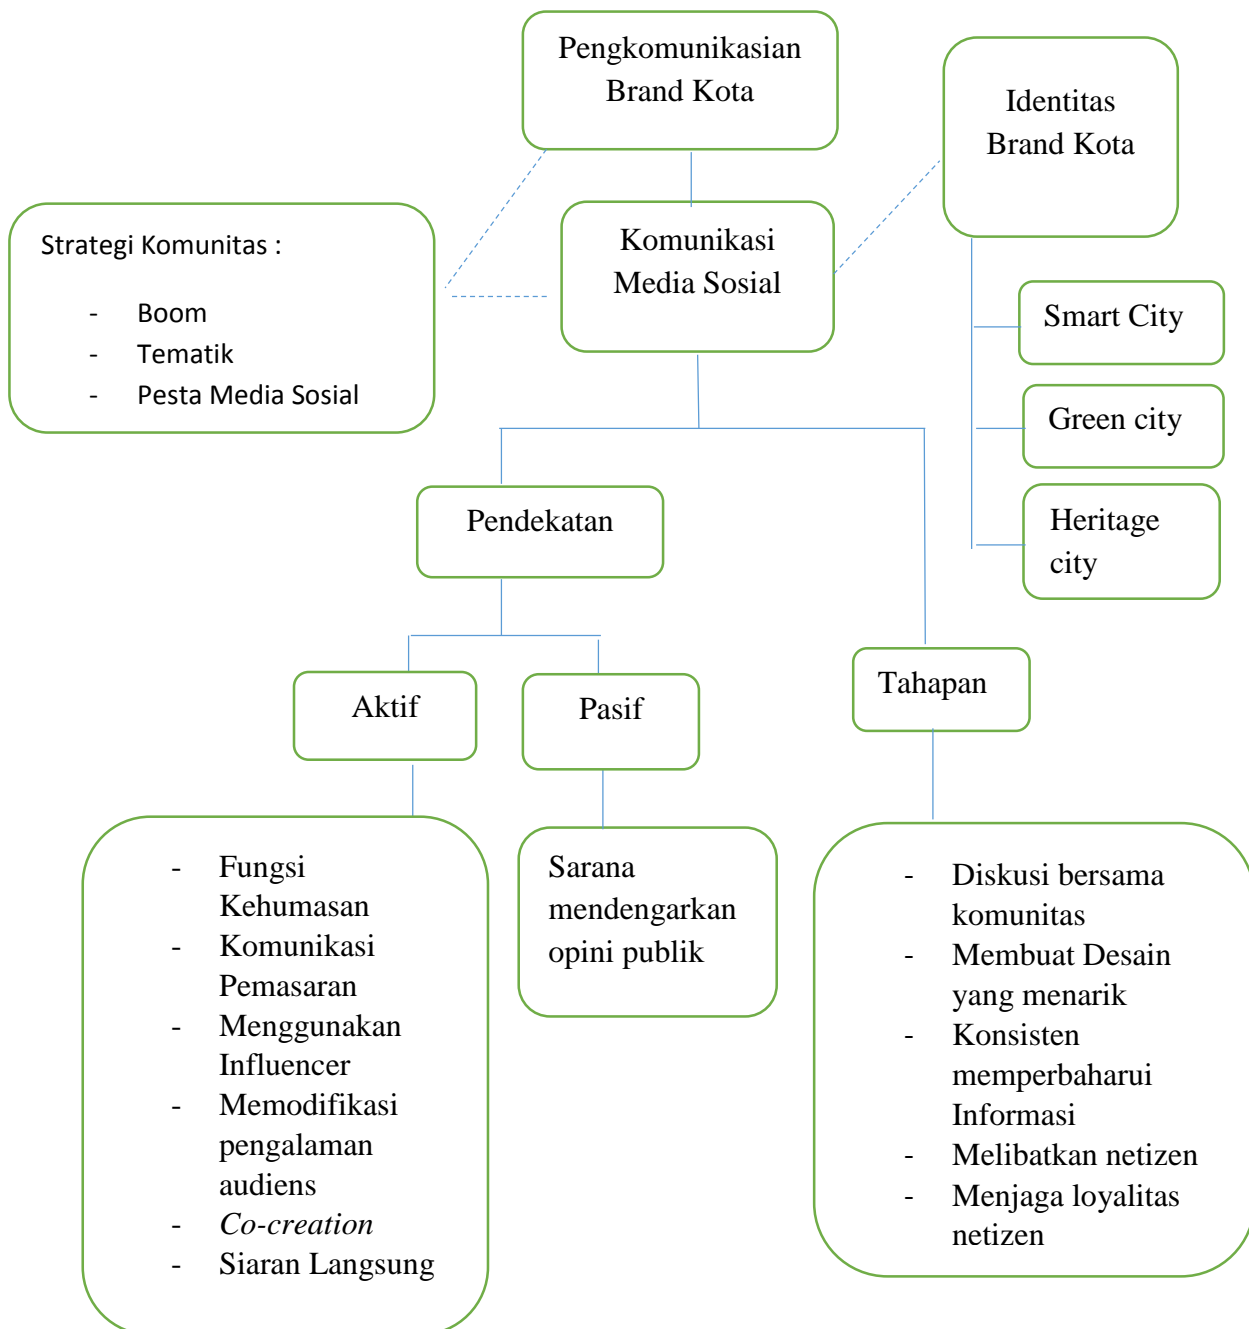 Pengkomunikasian
Brand Kota
Identitas
Brand Kota
Strategi Komunitas :
- Boom
- Tematik
- Pesta Media Sosial
Komunikasi
Media Sosial
Smart City
Green city
Heritage
city
Pendekatan
Aktif
Pasif
Tahapan
- Fungsi
Kehumasan
- Komunikasi
Pemasaran
- Menggunakan
Influencer
- Memodifikasi
pengalaman
audiens
- Co-creation
- Siaran Langsung
Sarana
mendengarkan
opini publik
- Diskusi bersama
komunitas
- Membuat Desain
yang menarik
- Konsisten
memperbaharui
Informasi
- Melibatkan netizen
- Menjaga loyalitas
netizen